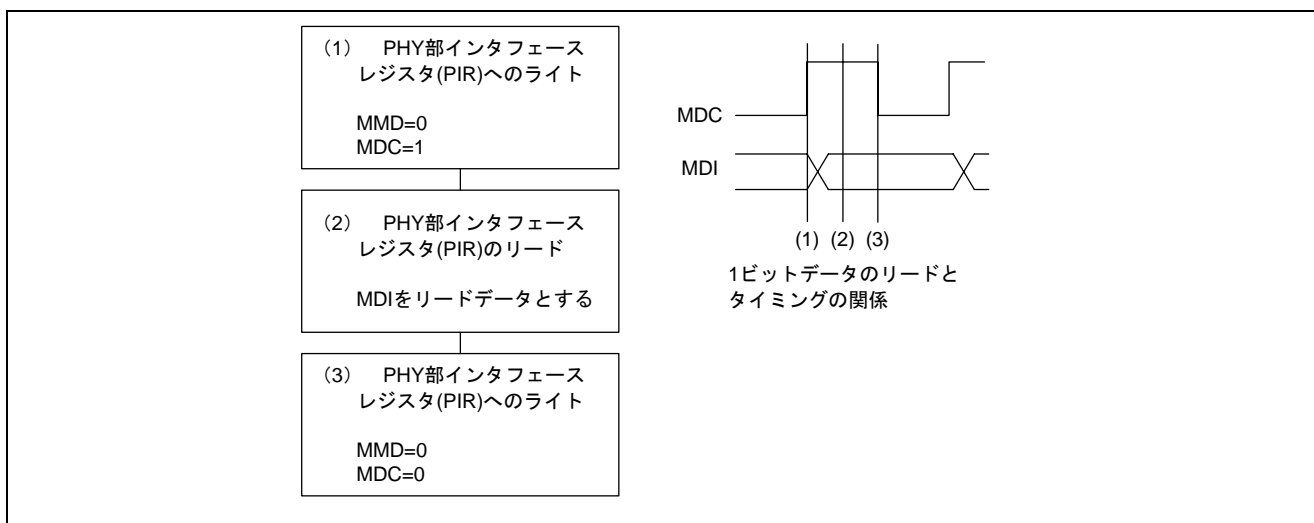 (1) PHY部インタフェース
レジスタ(PIR)へのライト
MMD=0
MDC=1
(2) PHY部インタフェース
レジスタ(PIR)のリード
MDIをリードデータとする
(3) PHY部インタフェース
レジスタ(PIR)へのライト
MMD=0
MDC=0
MDC
MDI
(1) (2) (3)
1ビットデータのリードと
タイミングの関係